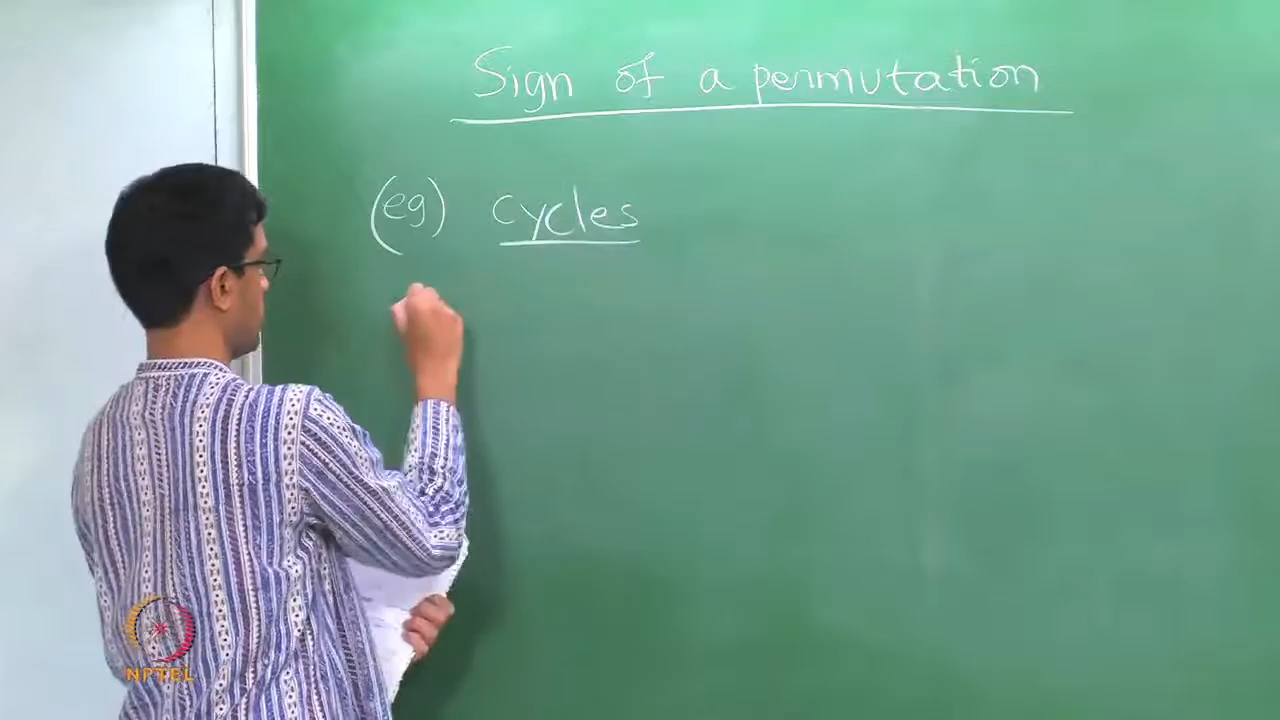 Sign of a permutation
(eg) cycles
NPTEL